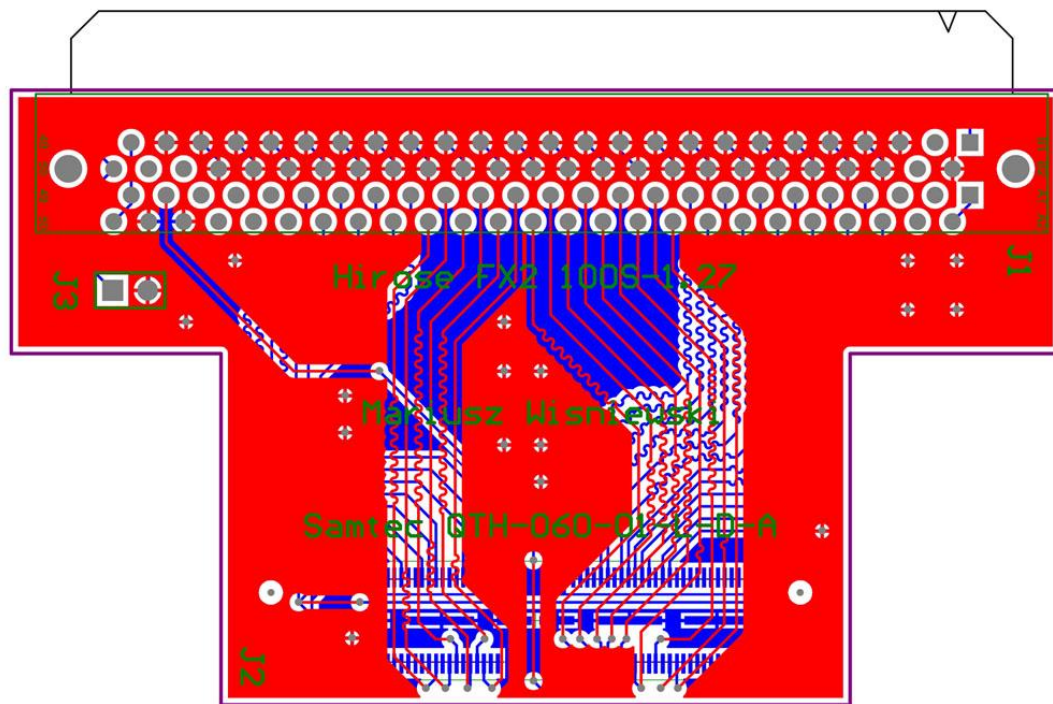 J1
Hirose FX2 100S-1.27
J3
Mariusz Wisniewski
Samtec QTH-060-01-L-D-A
J2